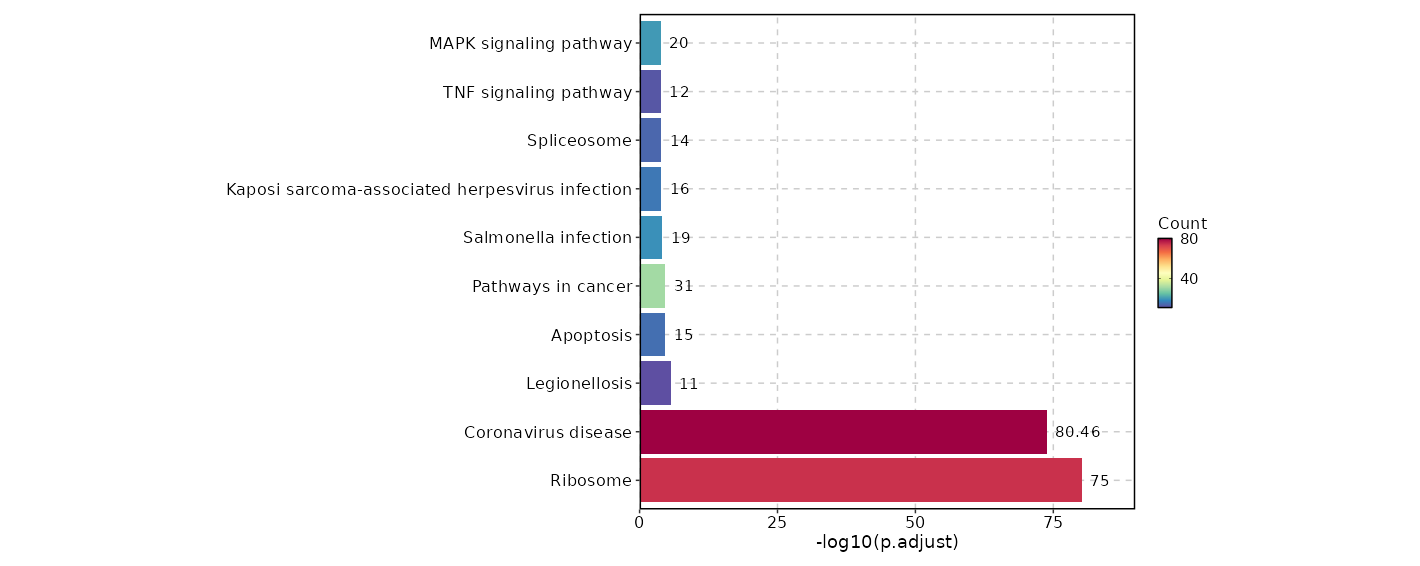 MAPK signaling pathway 20
TNF signaling pathway 12
Spliceosome 14
Kaposi sarcoma-associated herpesvirus infection 16
Salmonella infection 19
Pathways in cancer 31
Apoptosis 15
Legionellosis 11
Coronavirus disease 80.46
Ribosome 75
0 25 50 75
-log10(p.adjust)
Count
80
40